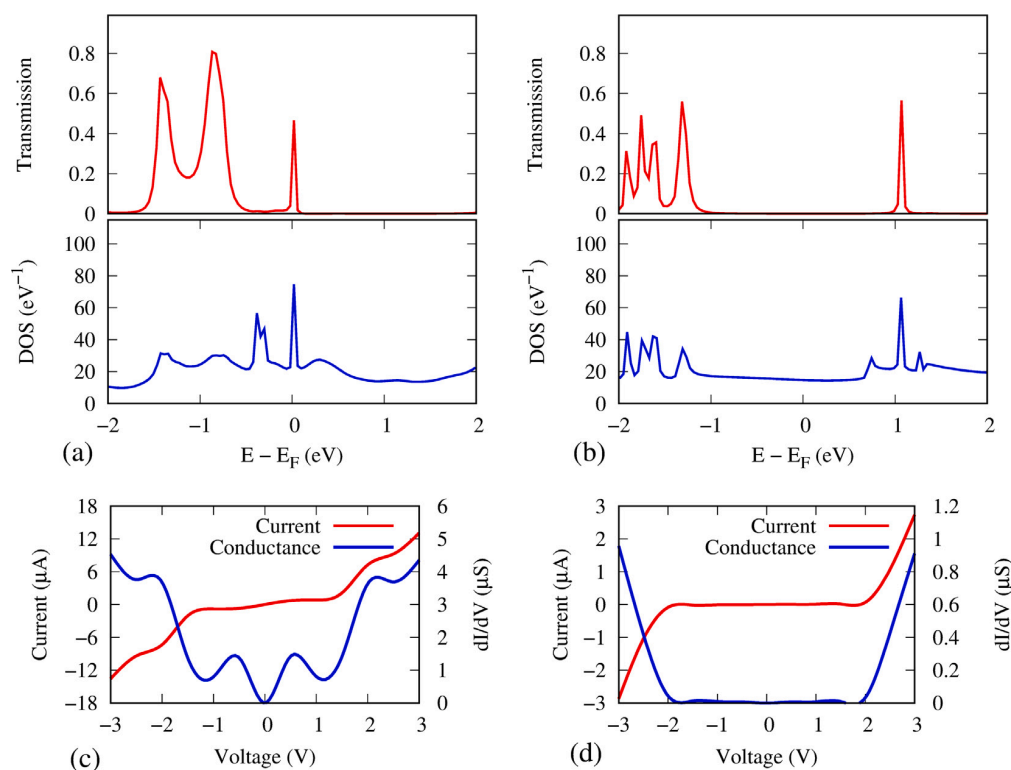 Transmission
0.8
0.6
0.4
0.2
0
DOS (eV⁻¹)
100
80
60
40
20
0
−2 −1 0 1 2
(a) E − E_F (eV)
Transmission
0.8
0.6
0.4
0.2
0
DOS (eV⁻¹)
100
80
60
40
20
0
−2 −1 0 1 2
(b) E − E_F (eV)
Current (μA)
18
12
6
0
−6
−12
−18
Current
Conductance
6
5
4
3
2
1
0
dI/dV (μS)
−3 −2 −1 0 1 2 3
(c) Voltage (V)
Current (μA)
3
2
1
0
−1
−2
−3
Current
Conductance
1.2
1
0.8
0.6
0.4
0.2
0
dI/dV (μS)
−3 −2 −1 0 1 2 3
(d) Voltage (V)